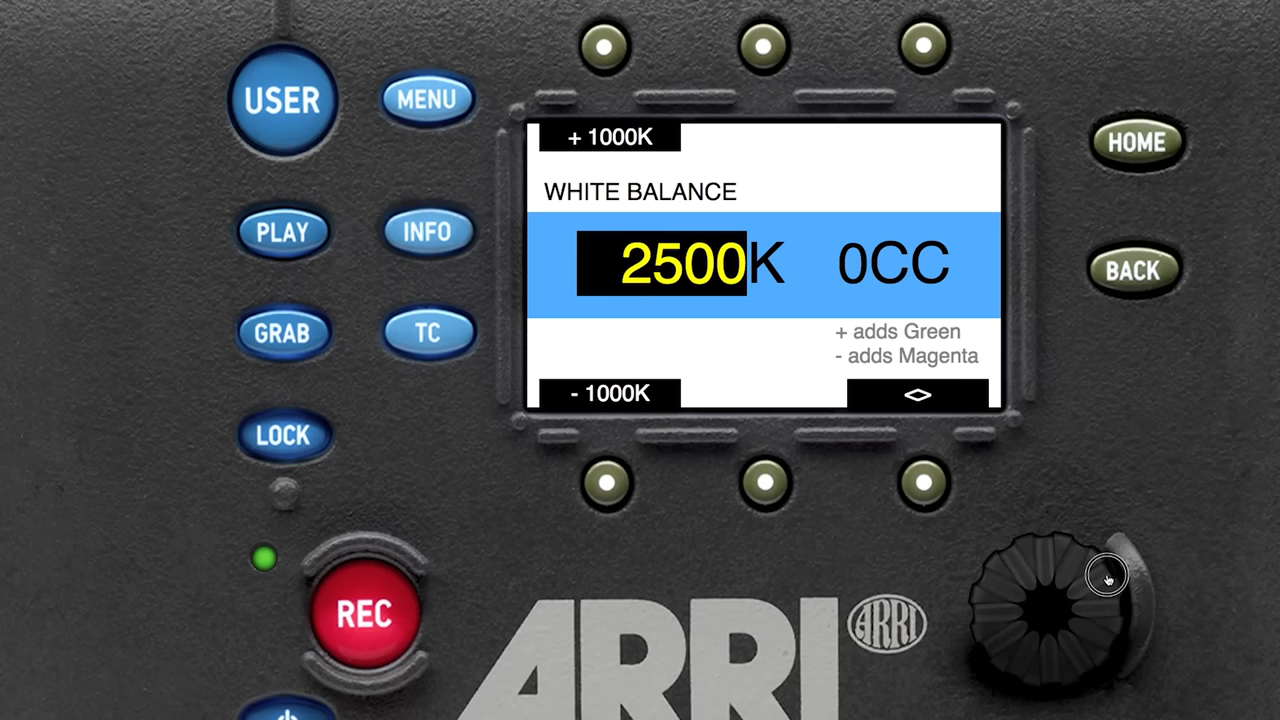 USER
MENU
PLAY
INFO
GRAB
TC
LOCK
REC
+ 1000K
WHITE BALANCE
2500K 0CC
+ adds Green
- adds Magenta
- 1000K
<>
HOME
BACK
ARRI
ARRI